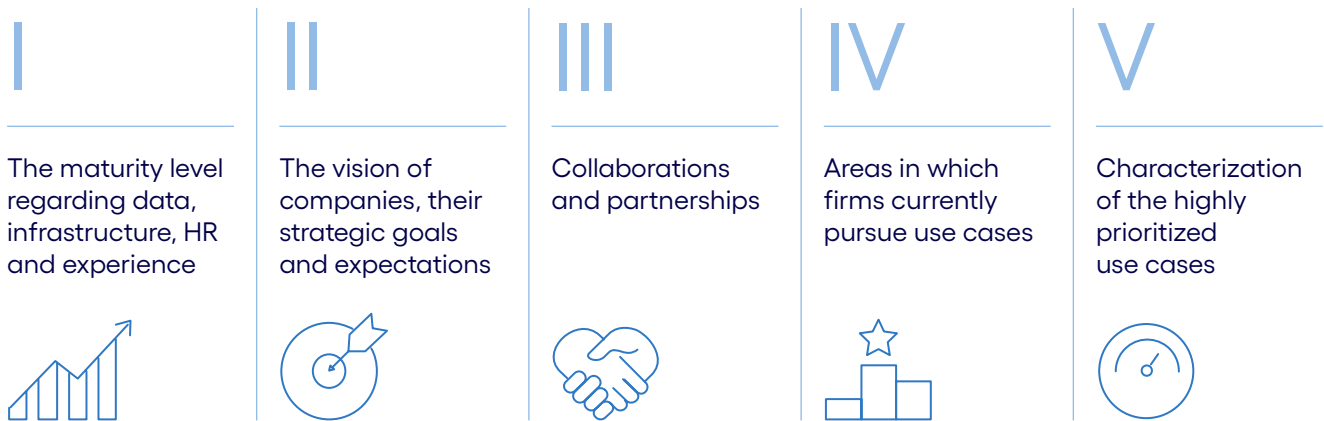 I
The maturity level
regarding data,
infrastructure, HR
and experience
II
The vision of
companies, their
strategic goals
and expectations
III
Collaborations
and partnerships
IV
Areas in which
firms currently
pursue use cases
V
Characterization
of the highly
prioritized
use cases